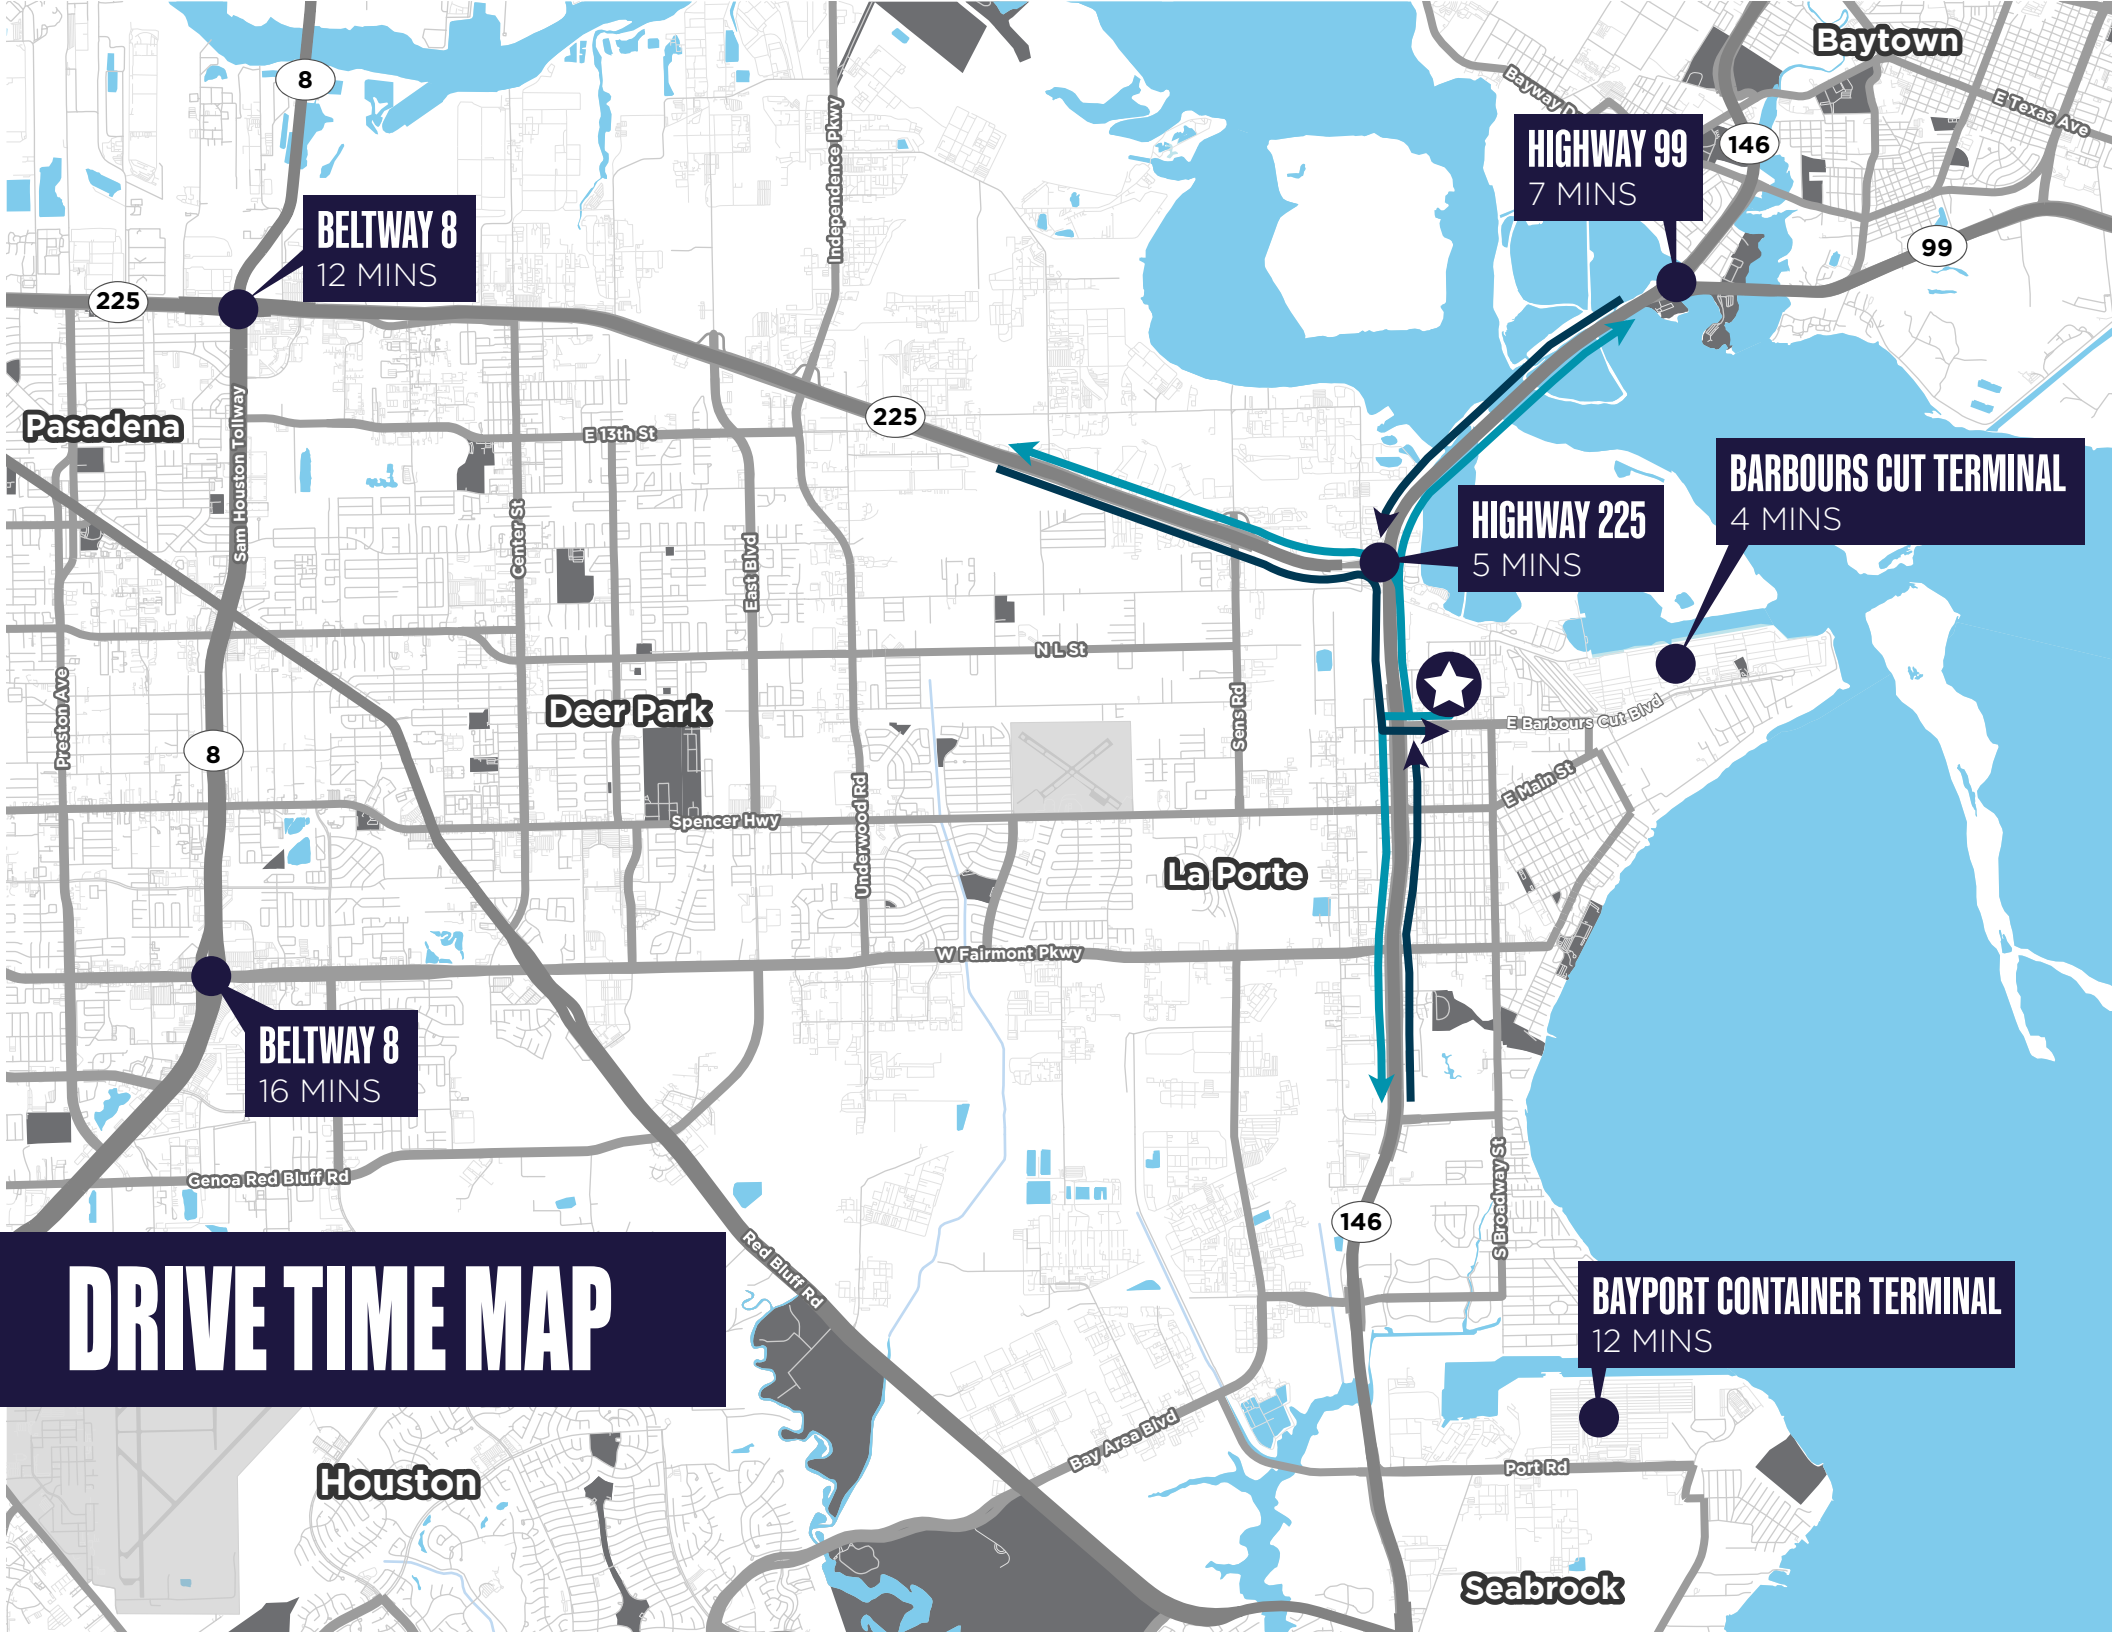 Baytown
8
Bayway D
E Texas Ave
Independence Pkwy
146
HIGHWAY 99
7 MINS
BELTWAY 8
12 MINS
99
225
225
Pasadena
Sam Houston Tollway
E 13th St
BARBOURS CUT TERMINAL
4 MINS
HIGHWAY 225
5 MINS
Center St
East Blvd
N L St
Preston Ave
Deer Park
Sens Rd
E Barbours Cut Blvd
8
E Main St
Spencer Hwy
Underwood Rd
La Porte
W Fairmont Pkwy
BELTWAY 8
16 MINS
Genoa Red Bluff Rd
S Broadway St
146
Red Bluff Rd
DRIVE TIME MAP
BAYPORT CONTAINER TERMINAL
12 MINS
Bay Area Blvd
Port Rd
Houston
Seabrook